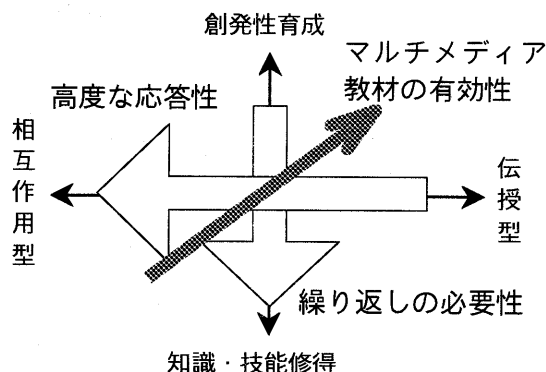 創発性育成
マルチメディア
教材の有効性
高度な応答性
相互作用型
伝授型
繰り返しの必要性
知識・技能修得